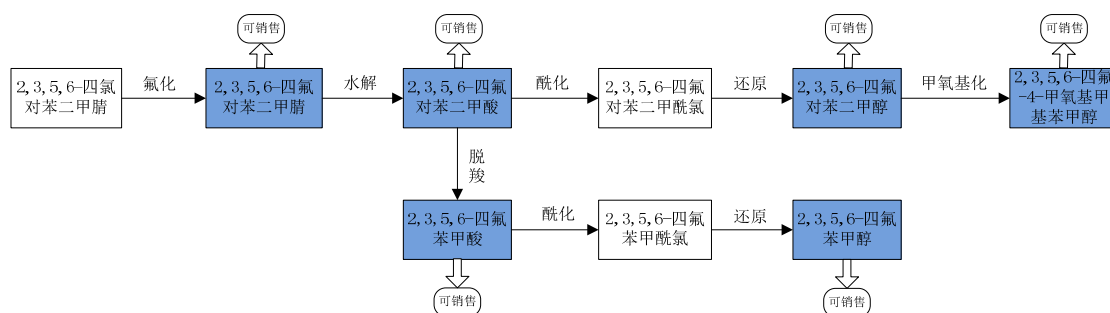 可销售
可销售
可销售
可销售
2,3,5,6-四氯
对苯二甲腈
氟化
2,3,5,6-四氟
对苯二甲腈
水解
2,3,5,6-四氟
对苯二甲酸
酰化
2,3,5,6-四氟
对苯二甲酰氯
还原
2,3,5,6-四氟
对苯二甲醇
甲氧基化
2,3,5,6-四氟
-4-甲氧基甲
基苯甲醇
脱
羧
2,3,5,6-四氟
苯甲酸
酰化
2,3,5,6-四氟
苯甲酰氯
还原
2,3,5,6-四氟
苯甲醇
可销售
可销售